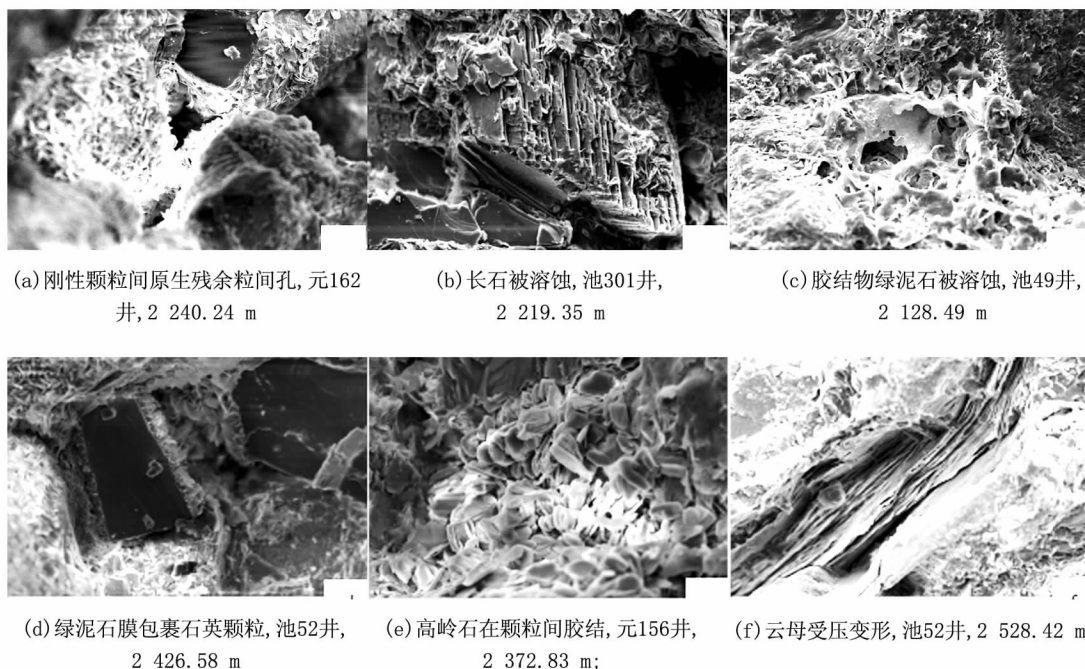 (a)刚性颗粒间原生残余粒间孔,元162
井,2 240.24 m
(b)长石被溶蚀,池301井,
2 219.35 m
(c)胶结物绿泥石被溶蚀,池49井,
2 128.49 m
(d)绿泥石膜包裹石英颗粒,池52井,
2 426.58 m
(e)高岭石在颗粒间胶结,元156井,
2 372.83 m;
(f)云母受压变形,池52井,2 528.42 m